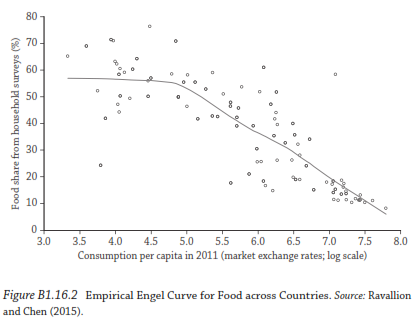 80
70
60
50
40
30
20
10
0
Food share from household surveys (%)
3.0 3.5 4.0 4.5 5.0 5.5 6.0 6.5 7.0 7.5 8.0
Consumption per capita in 2011 (market exchange rates; log scale)
Figure B1.16.2 Empirical Engel Curve for Food across Countries. Source: Ravallion
and Chen (2015).